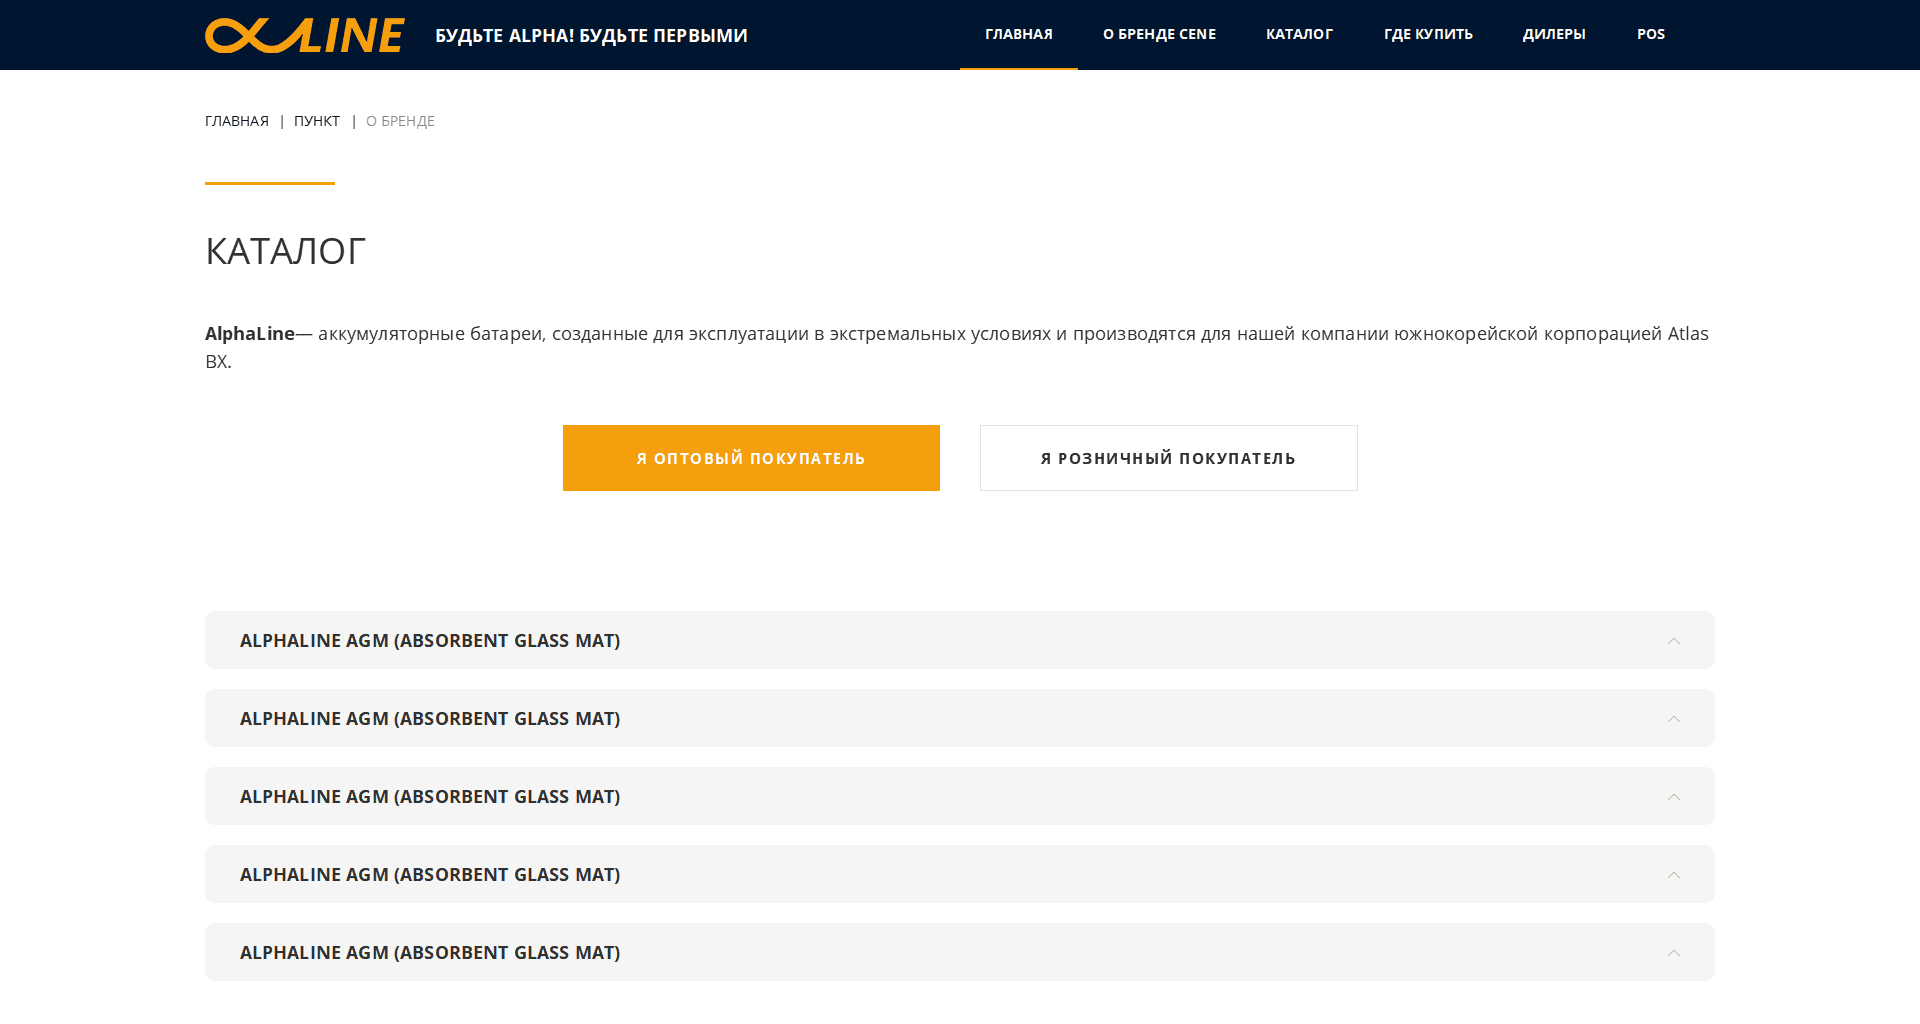 αLINE
БУДЬТЕ ALPHA! БУДЬТЕ ПЕРВЫМИ
ГЛАВНАЯ
О БРЕНДЕ CENE
КАТАЛОГ
ГДЕ КУПИТЬ
ДИЛЕРЫ
POS
ГЛАВНАЯ | ПУНКТ | О БРЕНДЕ
КАТАЛОГ
AlphaLine— аккумуляторные батареи, созданные для эксплуатации в экстремальных условиях и производятся для нашей компании южнокорейской корпорацией Atlas
BX.
Я ОПТОВЫЙ ПОКУПАТЕЛЬ
Я РОЗНИЧНЫЙ ПОКУПАТЕЛЬ
ALPHALINE AGM (ABSORBENT GLASS MAT)
ALPHALINE AGM (ABSORBENT GLASS MAT)
ALPHALINE AGM (ABSORBENT GLASS MAT)
ALPHALINE AGM (ABSORBENT GLASS MAT)
ALPHALINE AGM (ABSORBENT GLASS MAT)